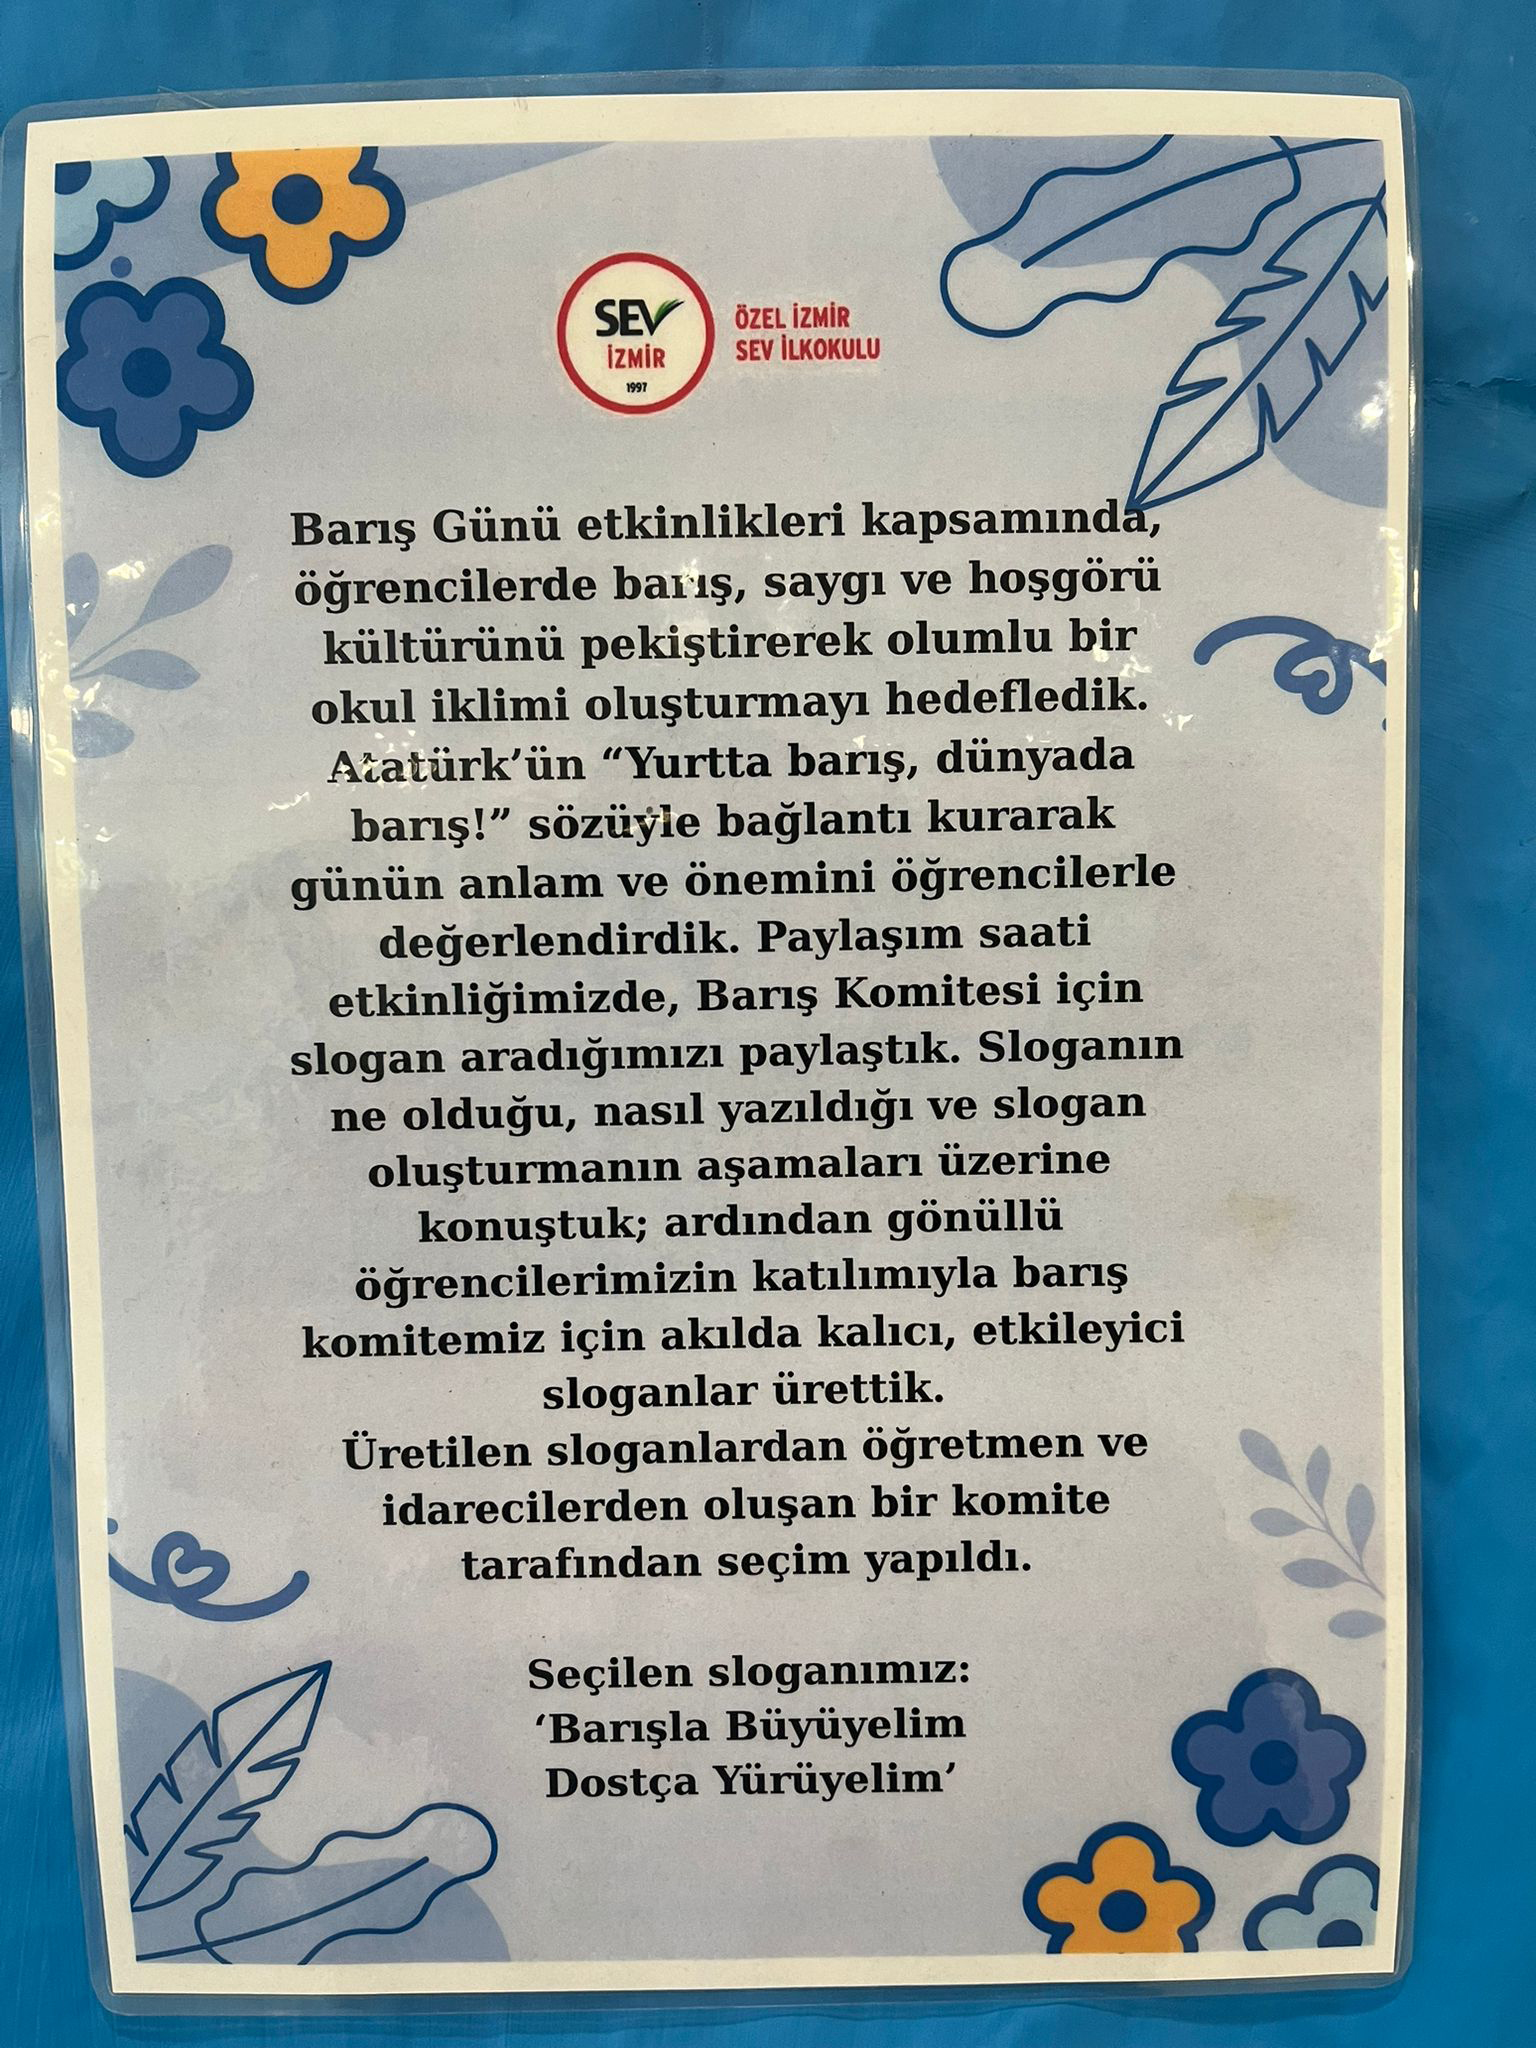 SEV
İZMİR
1997
ÖZEL İZMİR
SEV İLKOKULU
Barış Günü etkinlikleri kapsamında,
öğrencilerde barış, saygı ve hoşgörü
kültürünü pekiştirerek olumlu bir
okul iklimi oluşturmayı hedefledik.
Atatürk’ün “Yurtta barış, dünyada
barış!” sözüyle bağlantı kurarak
günün anlam ve önemini öğrencilerle
değerlendirdik. Paylaşım saati
etkinliğimizde, Barış Komitesi için
slogan aradığımızı paylaştık. Sloganın
ne olduğu, nasıl yazıldığı ve slogan
oluşturmanın aşamaları üzerine
konuştuk; ardından gönüllü
öğrencilerimizin katılımıyla barış
komitemiz için akılda kalıcı, etkileyici
sloganlar ürettik.
Üretilen sloganlardan öğretmen ve
idarecilerden oluşan bir komite
tarafından seçim yapıldı.
Seçilen sloganımız:
‘Barışla Büyüyelim
Dostça Yürüyelim’